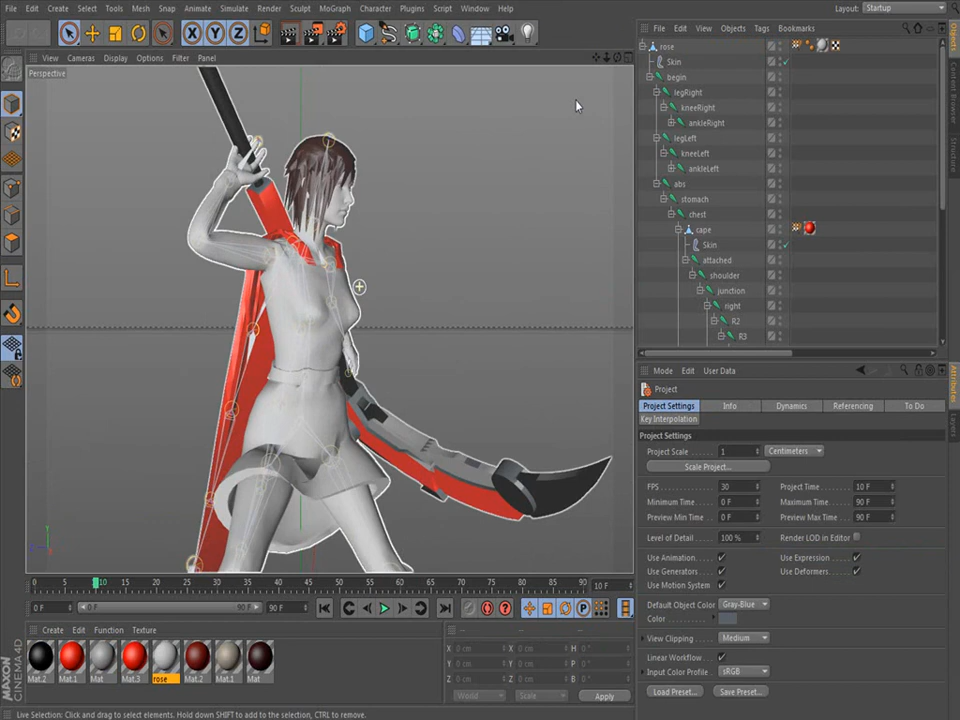 File Edit Create Select Tools Mesh Snap Animate Simulate Render Sculpt MoGraph Character Plugins Script Window Help Layout: Startup
File Edit View Objects Tags Bookmarks
View Cameras Display Options Filter Panel
Perspective
rose
Skin
begin
legRight
kneeRight
ankleRight
legLeft
kneeLeft
ankleLeft
abs
stomach
chest
cape
Skin
attached
shoulder
junction
right
R2
R3
Objects
Content Browser
Structure
Mode Edit User Data
Project
Project Settings Info Dynamics Referencing To Do
Key Interpolation
Project Settings
Project Scale 1 Centimeters
Scale Project...
FPS 30 Project Time 10 F
Minimum Time 0 F Maximum Time 90 F
Preview Min Time 0 F Preview Max Time 90 F
Level of Detail 100 % Render LOD in Editor
Use Animation Use Expression
Use Generators Use Deformers
Use Motion System
Default Object Color Gray-Blue
Color
View Clipping Medium
Linear Workflow
Input Color Profile sRGB
Load Preset... Save Preset...
Attributes
Layers
0 5 10 15 20 25 30 35 40 45 50 55 60 65 70 75 80 85 90 10 F
0 F 0 F 90 F 90 F
Create Edit Function Texture
Mat.2 Mat.1 Mat Mat.3 rose Mat.2 Mat.1 Mat
X 0 cm X 0 cm H 0 °
Y 0 cm Y 0 cm P 0 °
Z 0 cm Z 0 cm B 0 °
World Scale Apply
MAXON
CINEMA 4D
Live Selection: Click and drag to select elements. Hold down SHIFT to add to the selection, CTRL to remove.